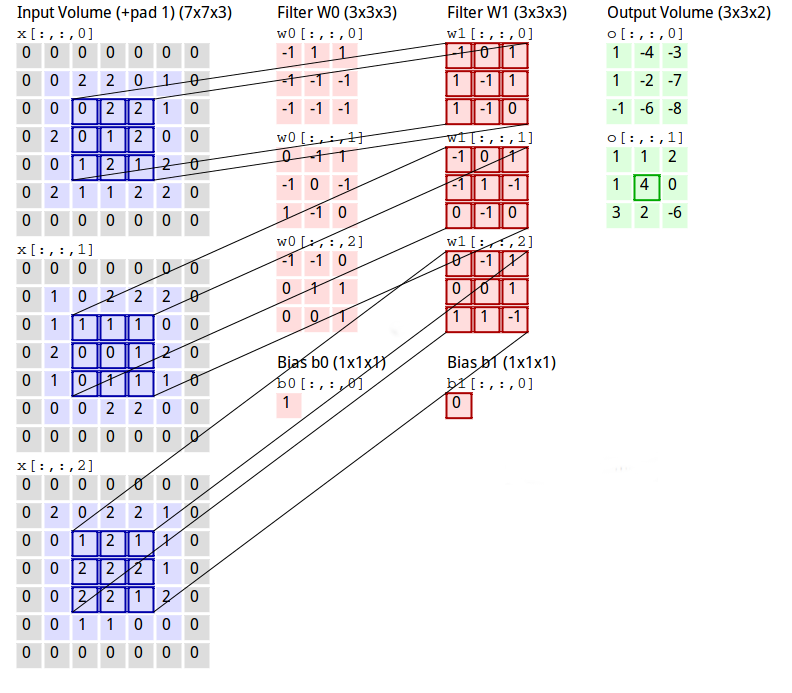 Input Volume (+pad 1) (7x7x3)
x[:,:,0]
0 0 0 0 0 0 0
0 0 2 2 0 1 0
0 0 0 2 2 1 0
0 2 0 1 2 0 0
0 0 1 2 1 2 0
0 2 1 1 2 2 0
0 0 0 0 0 0 0
x[:,:,1]
0 0 0 0 0 0 0
0 1 0 2 2 2 0
0 1 1 1 1 0 0
0 2 0 0 1 2 0
0 1 0 1 1 1 0
0 0 0 2 2 0 0
0 0 0 0 0 0 0
x[:,:,2]
0 0 0 0 0 0 0
0 2 0 2 2 1 0
0 0 1 2 1 1 0
0 0 2 2 2 1 0
0 0 2 2 1 2 0
0 0 1 1 0 0 0
0 0 0 0 0 0 0
Filter W0 (3x3x3)
w0[:,:,0]
-1 1 1
-1 -1 -1
-1 -1 -1
w0[:,:,1]
0 -1 1
-1 0 -1
1 -1 0
w0[:,:,2]
-1 -1 0
0 1 1
0 0 1
Bias b0 (1x1x1)
b0[:,:,0]
1
Filter W1 (3x3x3)
w1[:,:,0]
-1 0 1
1 -1 1
1 -1 0
w1[:,:,1]
-1 0 1
-1 1 -1
0 -1 0
w1[:,:,2]
0 -1 1
0 0 1
1 1 -1
Bias b1 (1x1x1)
b1[:,:,0]
0
Output Volume (3x3x2)
o[:,:,0]
1 -4 -3
1 -2 -7
-1 -6 -8
o[:,:,1]
1 1 2
1 4 0
3 2 -6